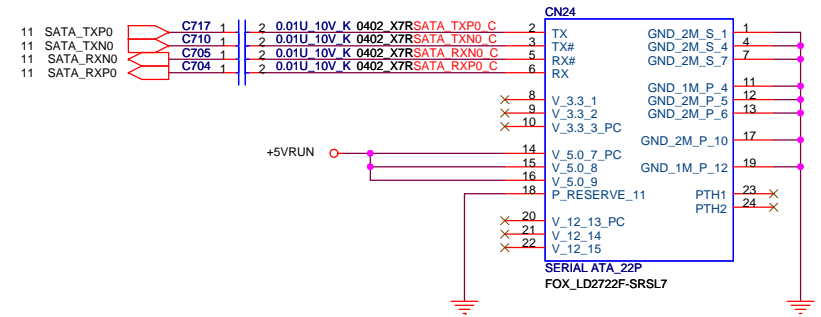 CN24
11 SATA_TXP0 C717 1 2 0.01U_10V_K 0402_X7R SATA_TXP0_C 2 TX GND_2M_S_1 1
11 SATA_TXN0 C710 1 2 0.01U_10V_K 0402_X7R SATA_TXN0_C 3 TX# GND_2M_S_4 4
11 SATA_RXN0 C705 1 2 0.01U_10V_K 0402_X7R SATA_RXN0_C 5 RX# GND_2M_S_7 7
11 SATA_RXP0 C704 1 2 0.01U_10V_K 0402_X7R SATA_RXP0_C 6 RX
GND_1M_P_4 11
8 V_3.3_1 GND_2M_P_5 12
9 V_3.3_2 GND_2M_P_6 13
10 V_3.3_3_PC
GND_2M_P_10 17
+5VRUN 14 V_5.0_7_PC
15 V_5.0_8 GND_1M_P_12 19
16 V_5.0_9
18 P_RESERVE_11 PTH1 23
PTH2 24
20 V_12_13_PC
21 V_12_14
22 V_12_15
SERIAL ATA_22P
FOX_LD2722F-SRSL7